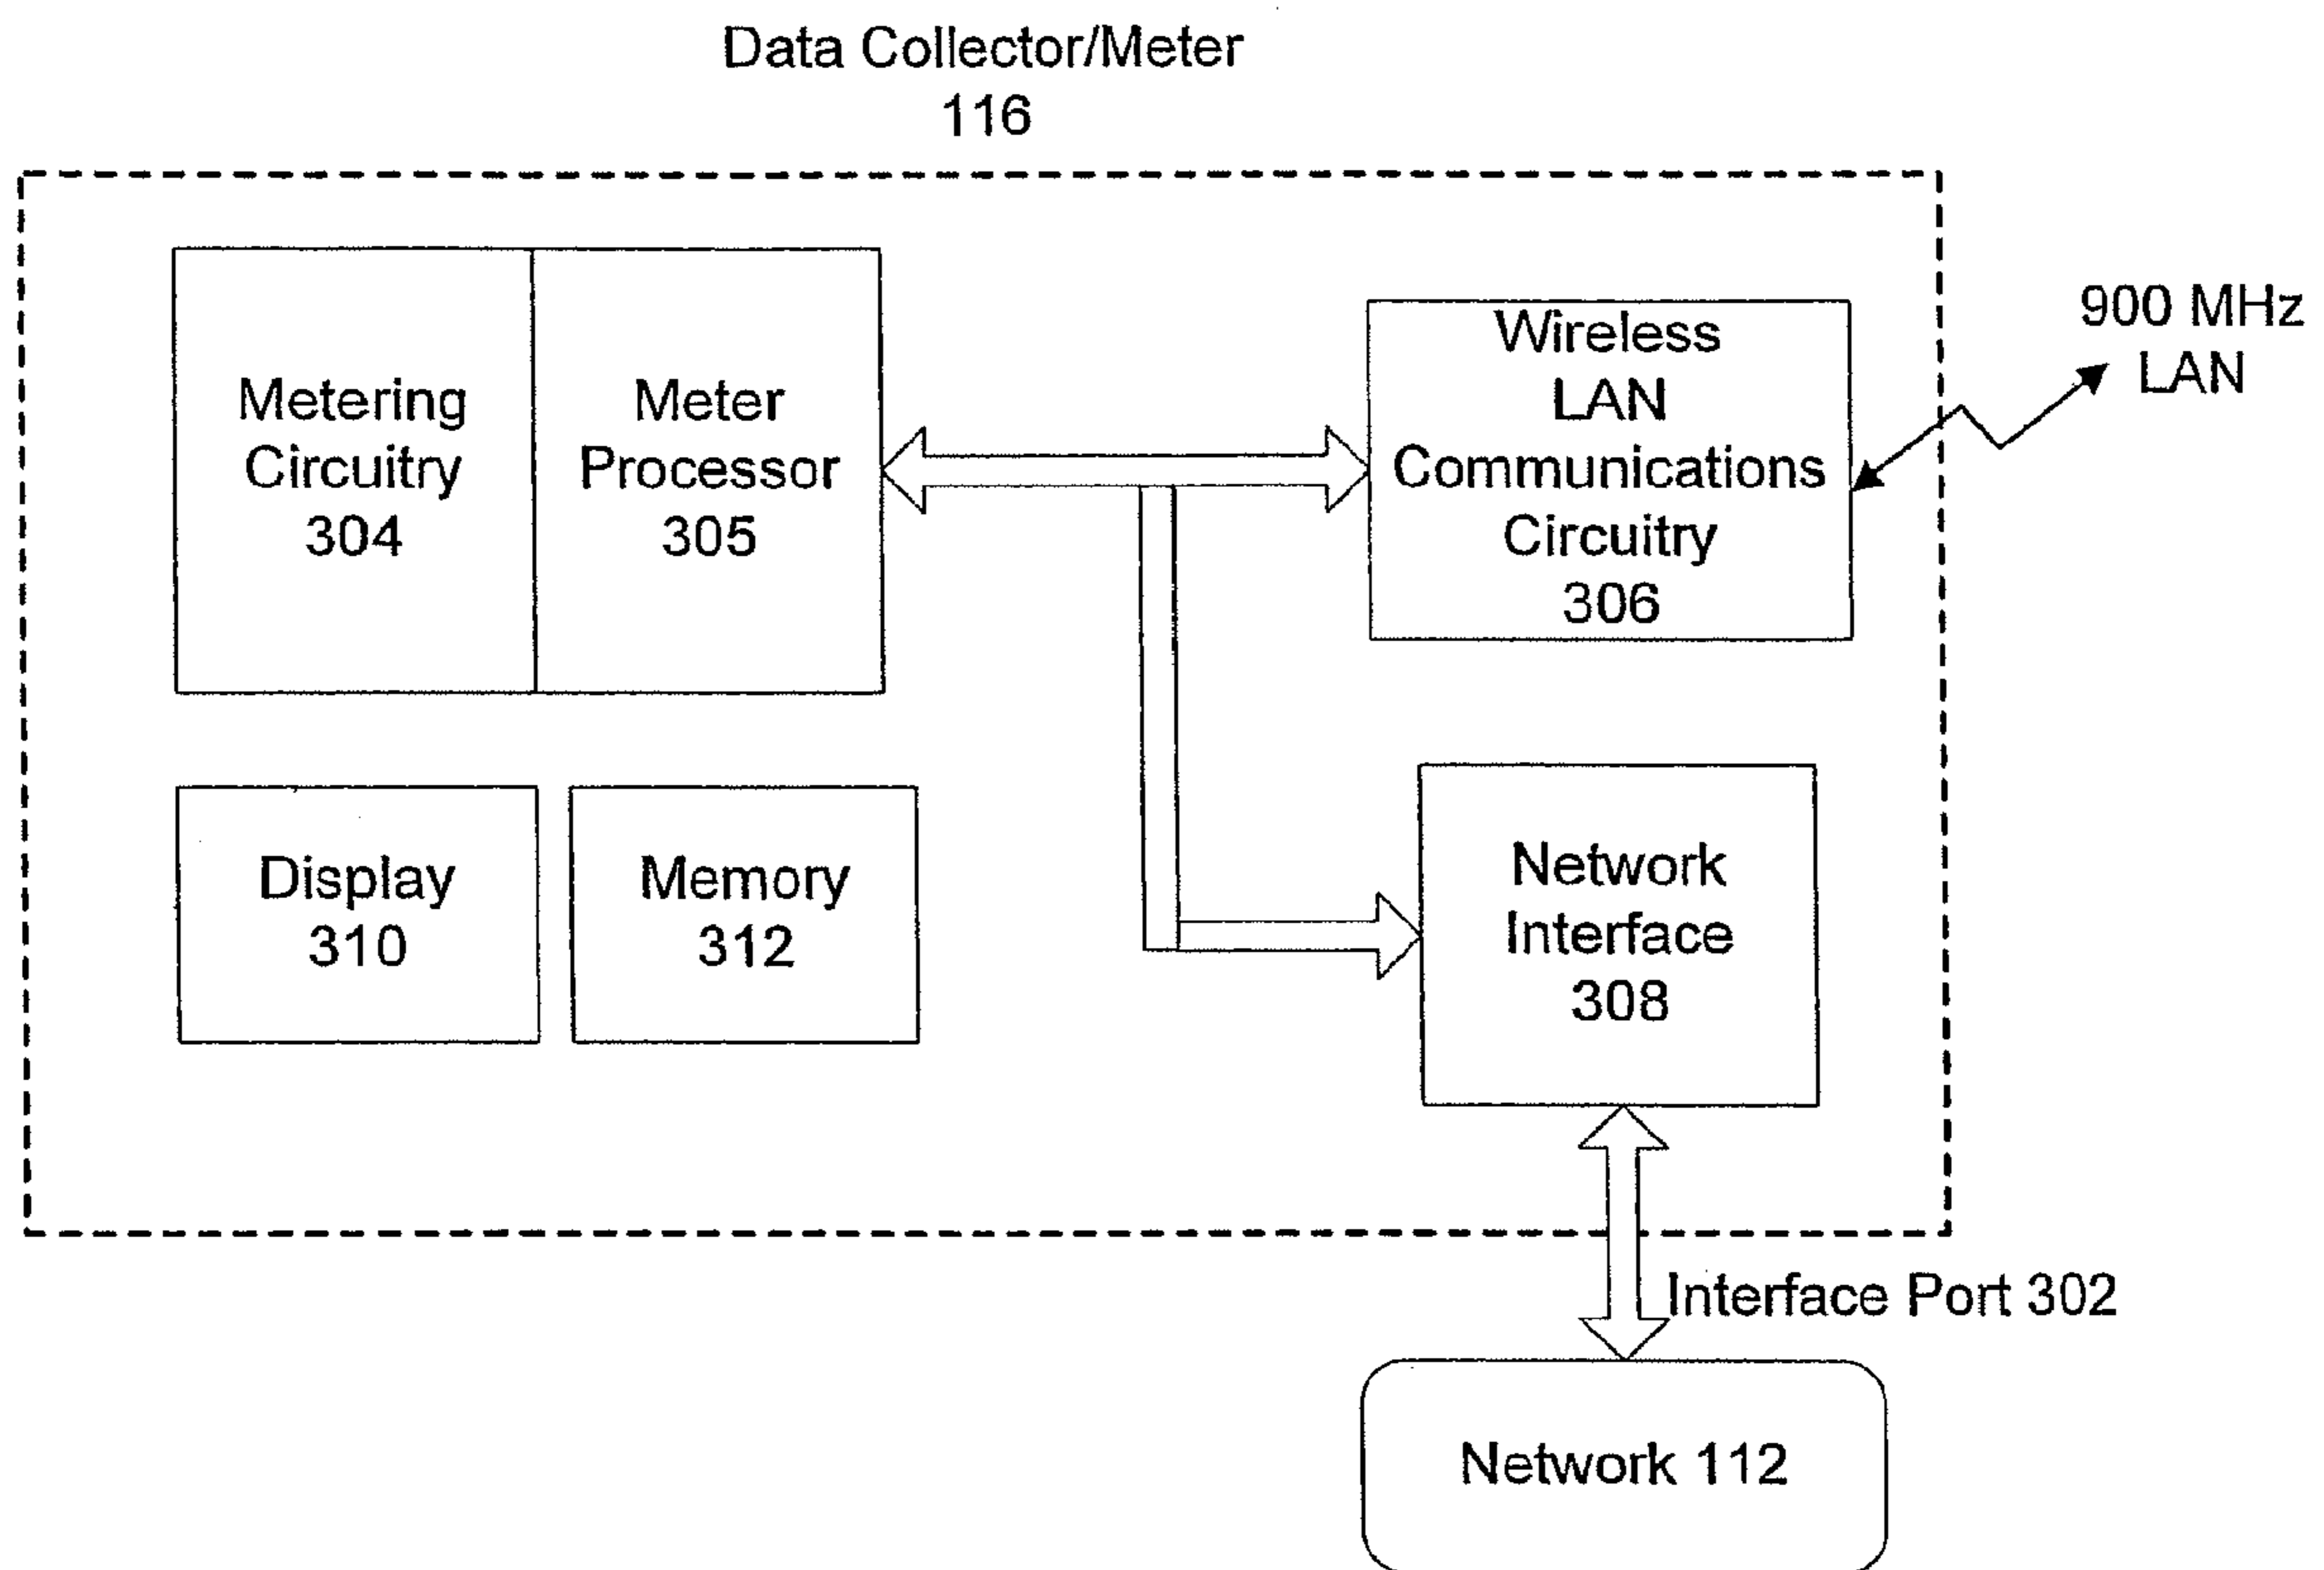 Data Collector/Meter
116
Metering
Circuitry
304
Meter
Processor
305
Wireless
LAN
Communications
Circuitry
306
900 MHz
LAN
Display
310
Memory
312
Network
Interface
308
Interface Port 302
Network 112